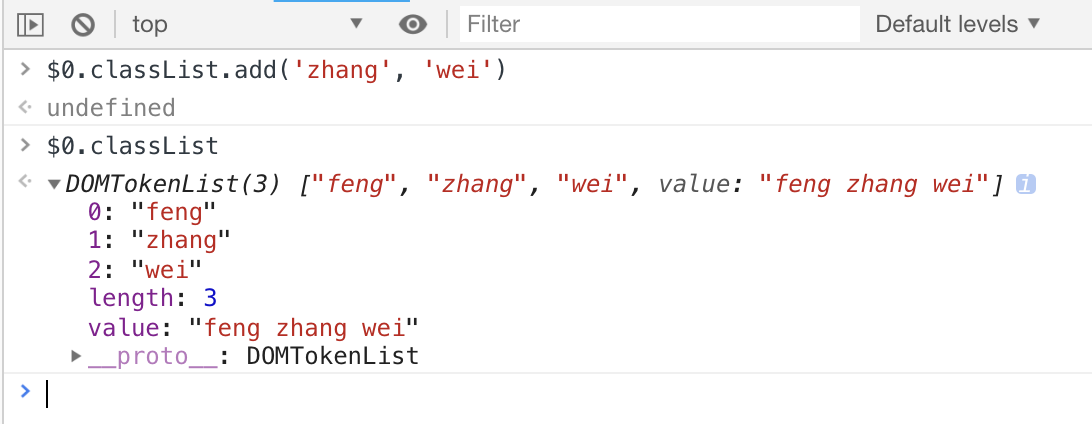 top Filter Default levels
$0.classList.add('zhang', 'wei')
undefined
$0.classList
DOMTokenList(3) ["feng", "zhang", "wei", value: "feng zhang wei"] i
0: "feng"
1: "zhang"
2: "wei"
length: 3
value: "feng zhang wei"
__proto__: DOMTokenList